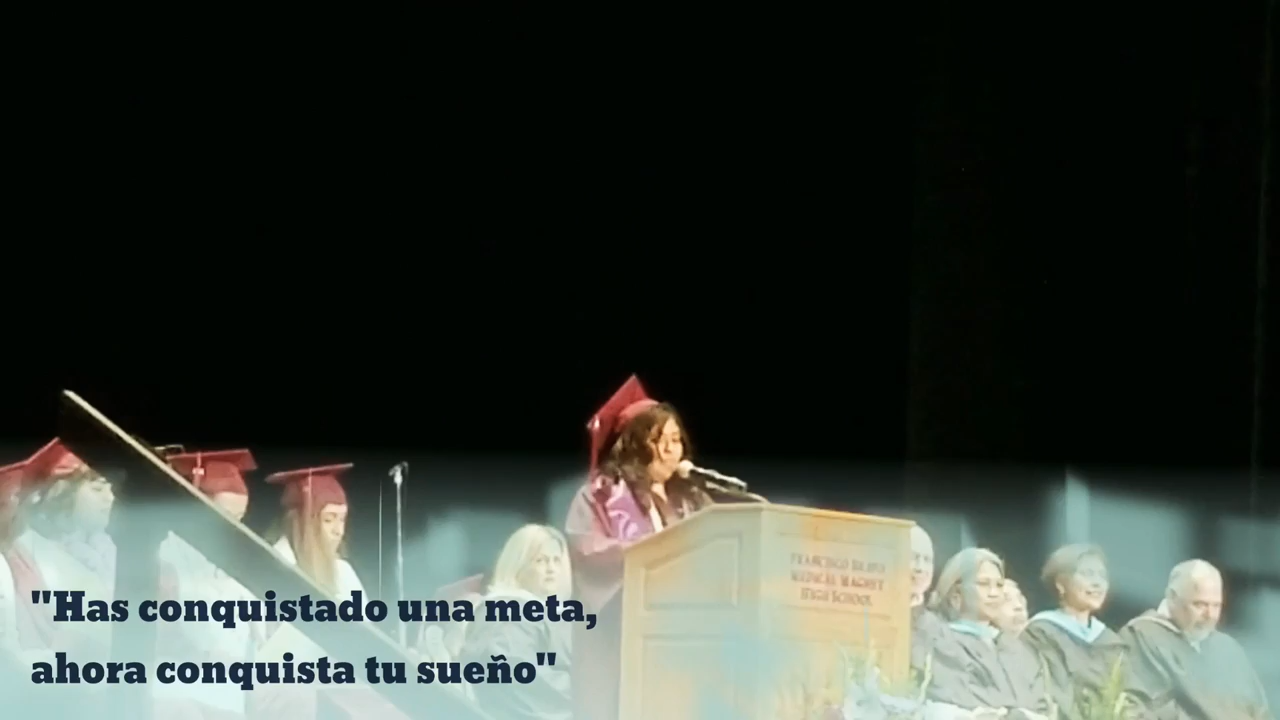 FRANCISCO BRAVO
MEDICAL MAGNET
HIGH SCHOOL
"Has conquistado una meta,
ahora conquista tu sueño"